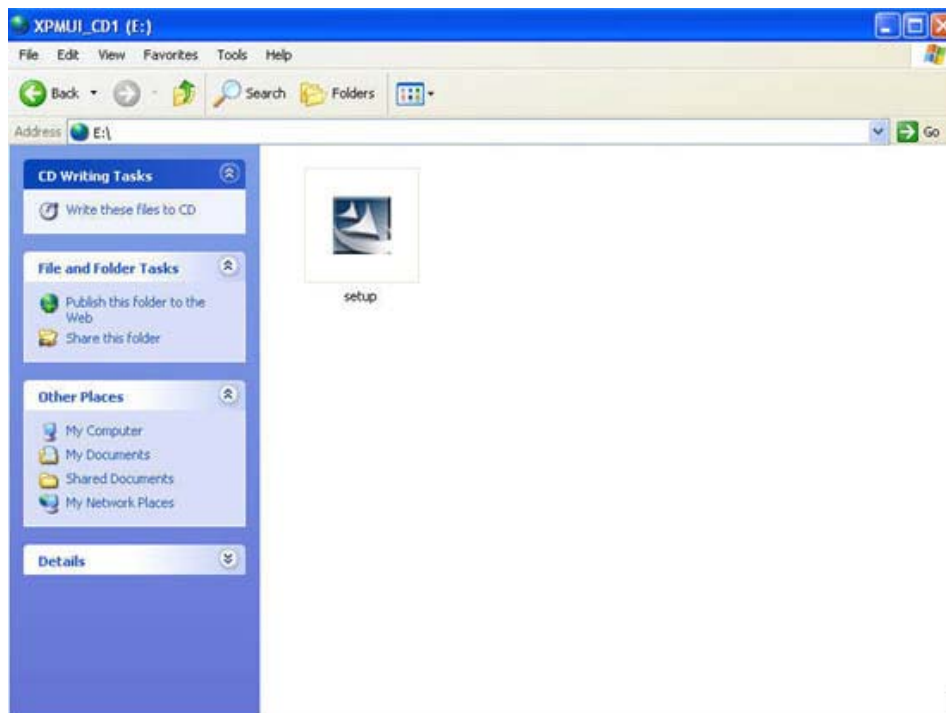 XPMUI_CD1 (E:)
File Edit View Favorites Tools Help
Back Search Folders
Address E:\ Go
CD Writing Tasks
Write these files to CD
File and Folder Tasks
Publish this folder to the
Web
Share this folder
Other Places
My Computer
My Documents
Shared Documents
My Network Places
Details
setup